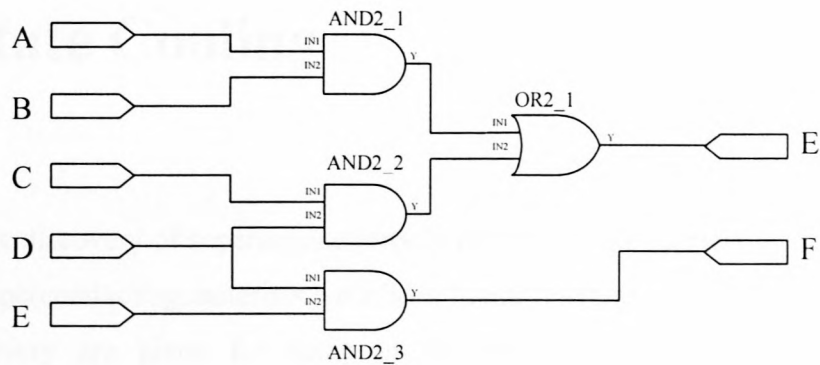 A
AND2_1
IN1
IN2
Y
B
OR2_1
IN1
IN2
Y
E
C
AND2_2
IN1
IN2
Y
D
F
IN1
IN2
Y
E
AND2_3